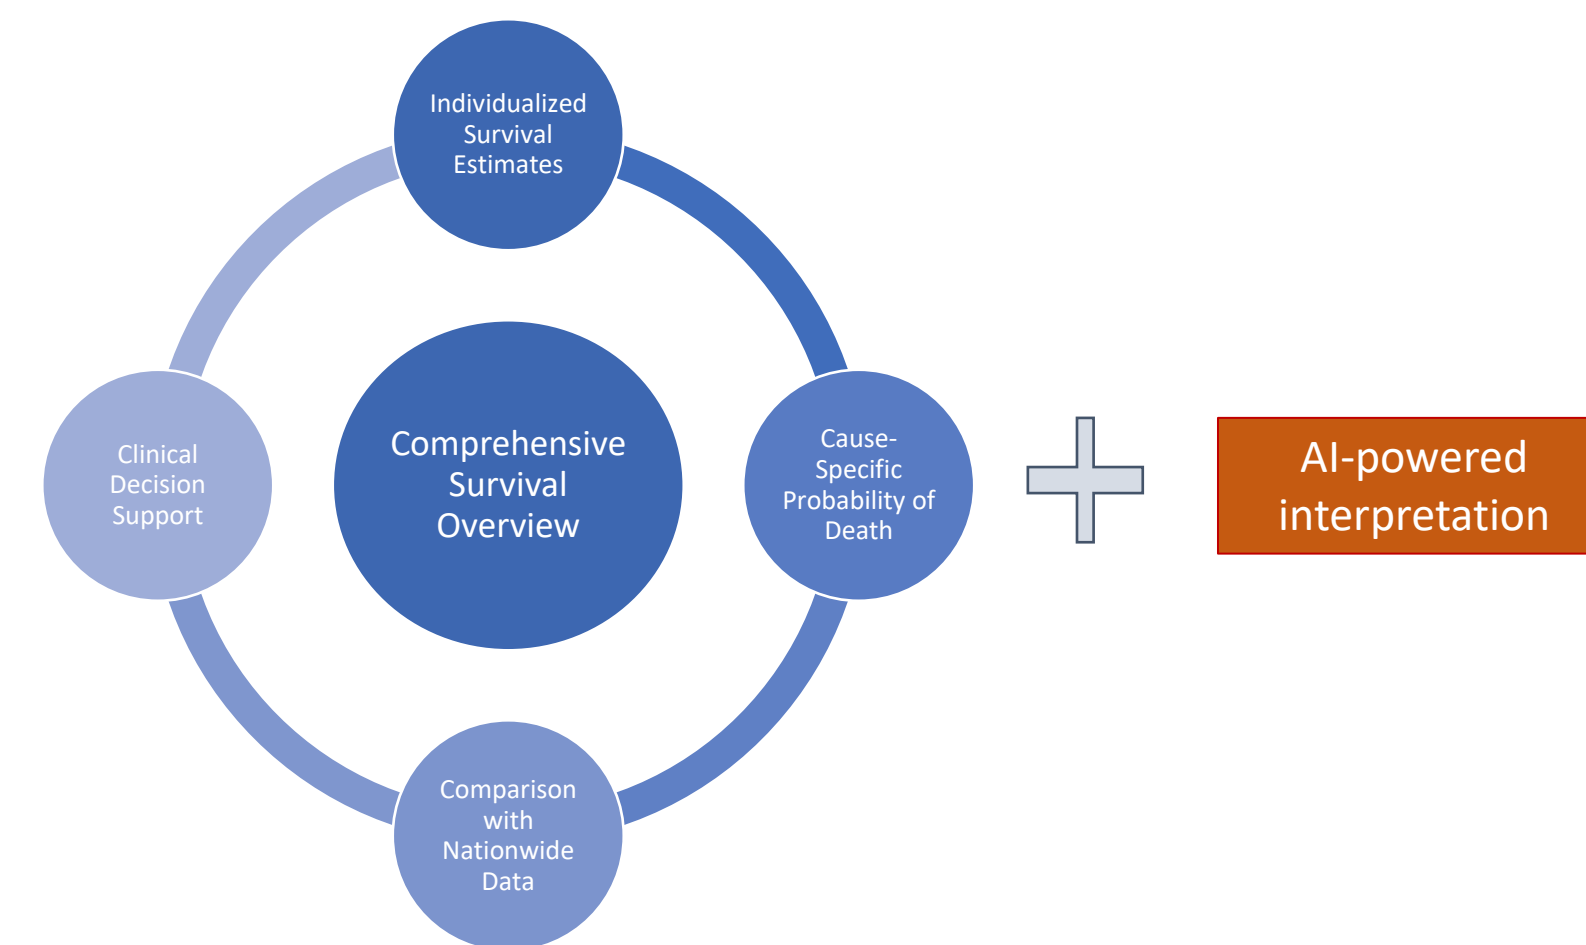 Individualized
Survival
Estimates
Comprehensive
Survival
Overview
Cause-
Specific
Probability of
Death
Comparison
with
Nationwide
Data
Clinical
Decision
Support
AI-powered
interpretation